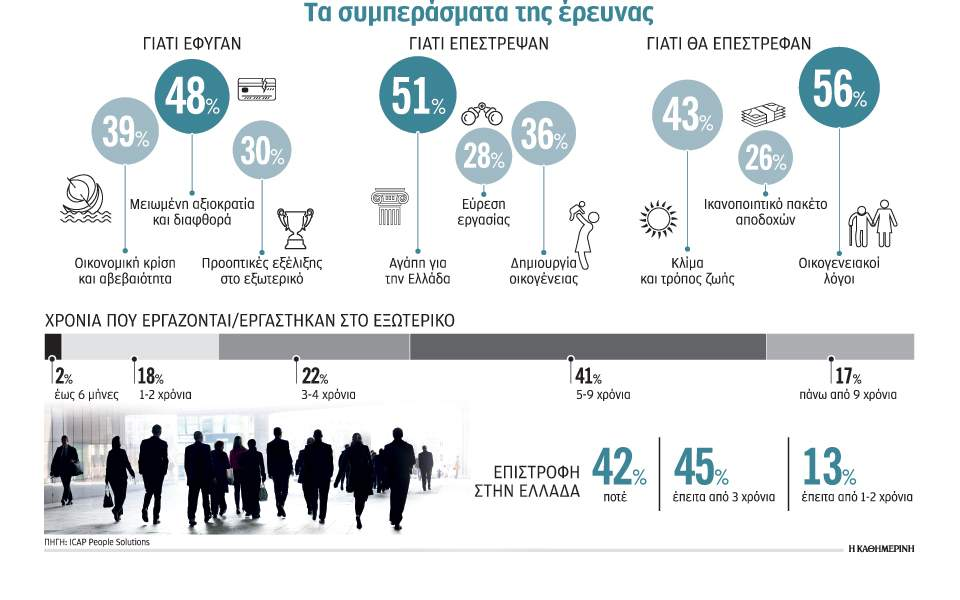 Τα συμπεράσματα της έρευνας
ΓΙΑΤΙ ΕΦΥΓΑΝ
39%
48%
30%
Μειωμένη αξιοκρατία
και διαφθορά
Οικονομική κρίση
και αβεβαιότητα
Προοπτικές εξέλιξης
στο εξωτερικό
ΓΙΑΤΙ ΕΠΕΣΤΡΕΨΑΝ
51%
28%
36%
Εύρεση
εργασίας
Αγάπη για
την Ελλάδα
Δημιουργία
οικογένειας
ΓΙΑΤΙ ΘΑ ΕΠΕΣΤΡΕΦΑΝ
43%
26%
56%
Ικανοποιητικό πακέτο
αποδοχών
Κλίμα
και τρόπος ζωής
Οικογενειακοί
λόγοι
ΧΡΟΝΙΑ ΠΟΥ ΕΡΓΑΖΟΝΤΑΙ/ΕΡΓΑΣΤΗΚΑΝ ΣΤΟ ΕΞΩΤΕΡΙΚΟ
2%
έως 6 μήνες
18%
1-2 χρόνια
22%
3-4 χρόνια
41%
5-9 χρόνια
17%
πάνω από 9 χρόνια
ΕΠΙΣΤΡΟΦΗ
ΣΤΗΝ ΕΛΛΑΔΑ
42%
ποτέ
45%
έπειτα από 3 χρόνια
13%
έπειτα από 1-2 χρόνια
ΠΗΓΗ: ICAP People Solutions
Η ΚΑΘΗΜΕΡΙΝΗ